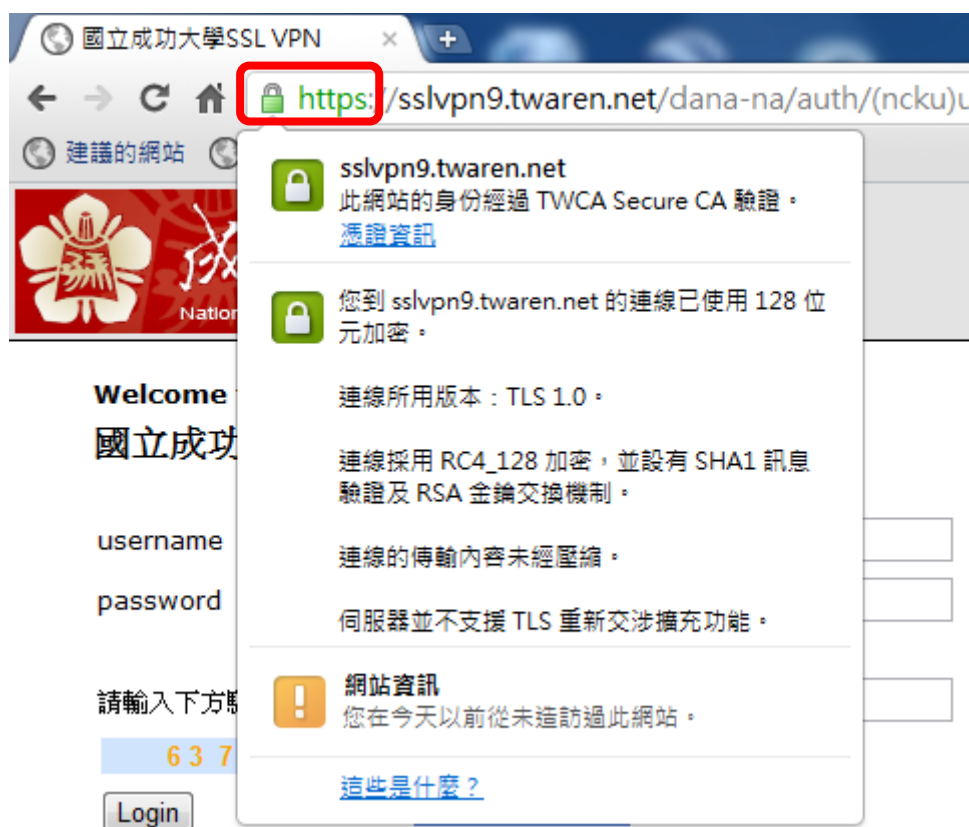 國立成功大學SSL VPN
https://sslvpn9.twaren.net/dana-na/auth/(ncku)u
建議的網站
sslvpn9.twaren.net
此網站的身份經過 TWCA Secure CA 驗證。
憑證資訊
您到 sslvpn9.twaren.net 的連線已使用 128 位
元加密。
連線所用版本：TLS 1.0。
連線採用 RC4_128 加密，並設有 SHA1 訊息
驗證及 RSA 金鑰交換機制。
連線的傳輸內容未經壓縮。
伺服器並不支援 TLS 重新交涉擴充功能。
網站資訊
您在今天以前從未造訪過此網站。
這些是什麼？
成
Nation
Welcome
國立成功
username
password
請輸入下方
6 3 7
Login